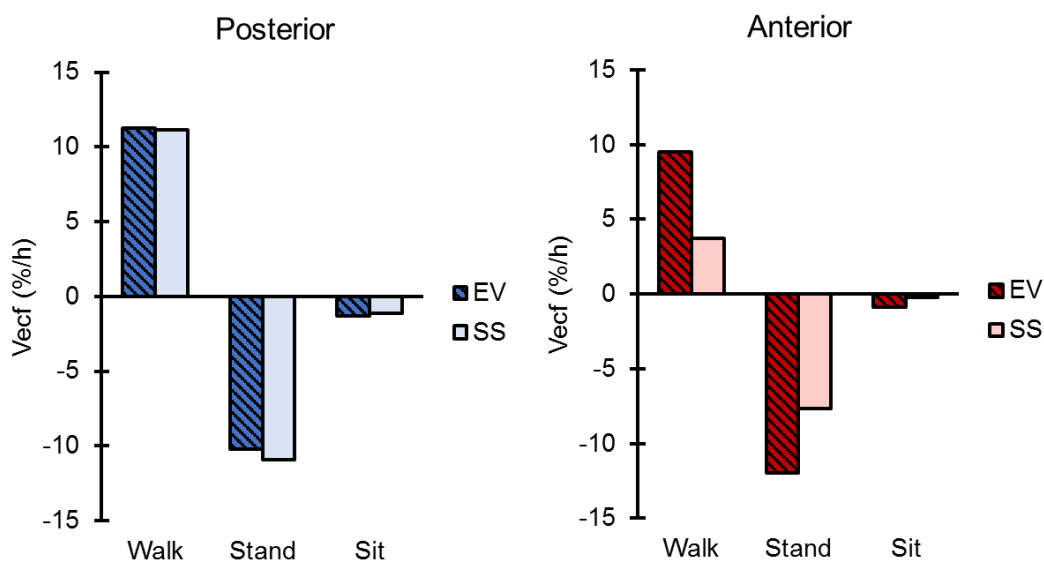 Posterior
15
10
5
0
-5
-10
-15
Vecf (%/h)
Walk Stand Sit
EV
SS
Anterior
15
10
5
0
-5
-10
-15
Vecf (%/h)
Walk Stand Sit
EV
SS